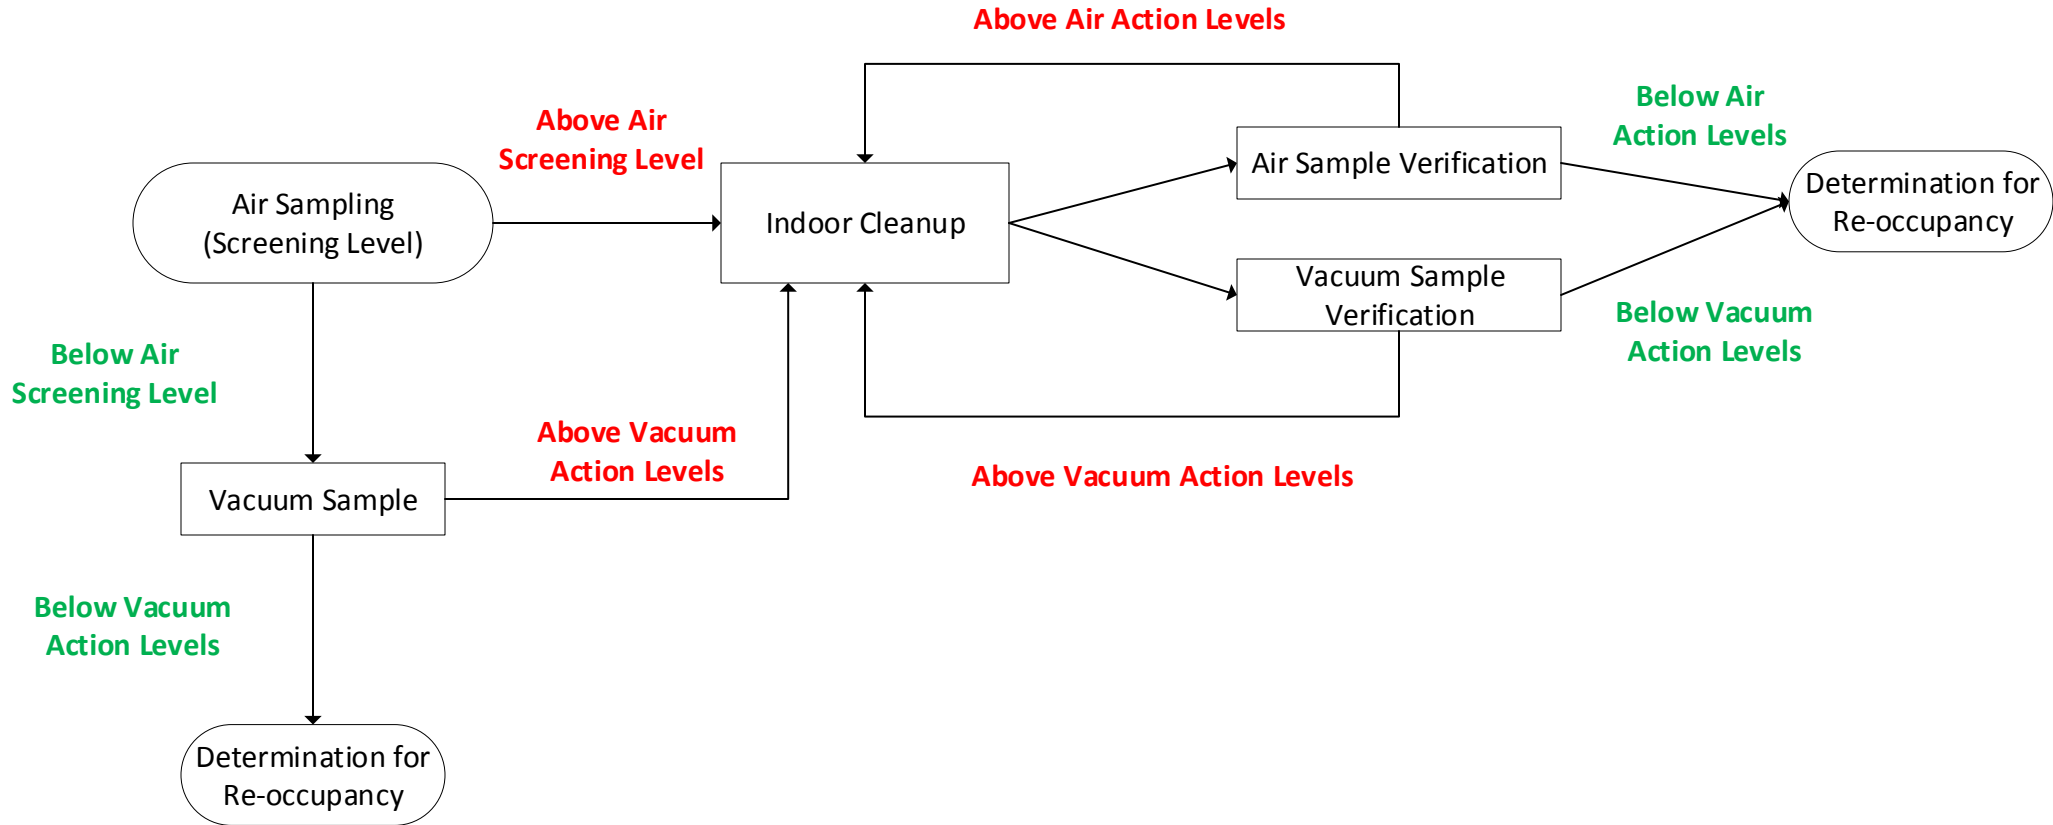 Above Air Action Levels
Above Air
Screening Level
Below Air
Action Levels
Air Sampling
(Screening Level)
Indoor Cleanup
Air Sample Verification
Determination for
Re-occupancy
Vacuum Sample
Verification
Below Vacuum
Action Levels
Below Air
Screening Level
Above Vacuum
Action Levels
Above Vacuum Action Levels
Vacuum Sample
Below Vacuum
Action Levels
Determination for
Re-occupancy